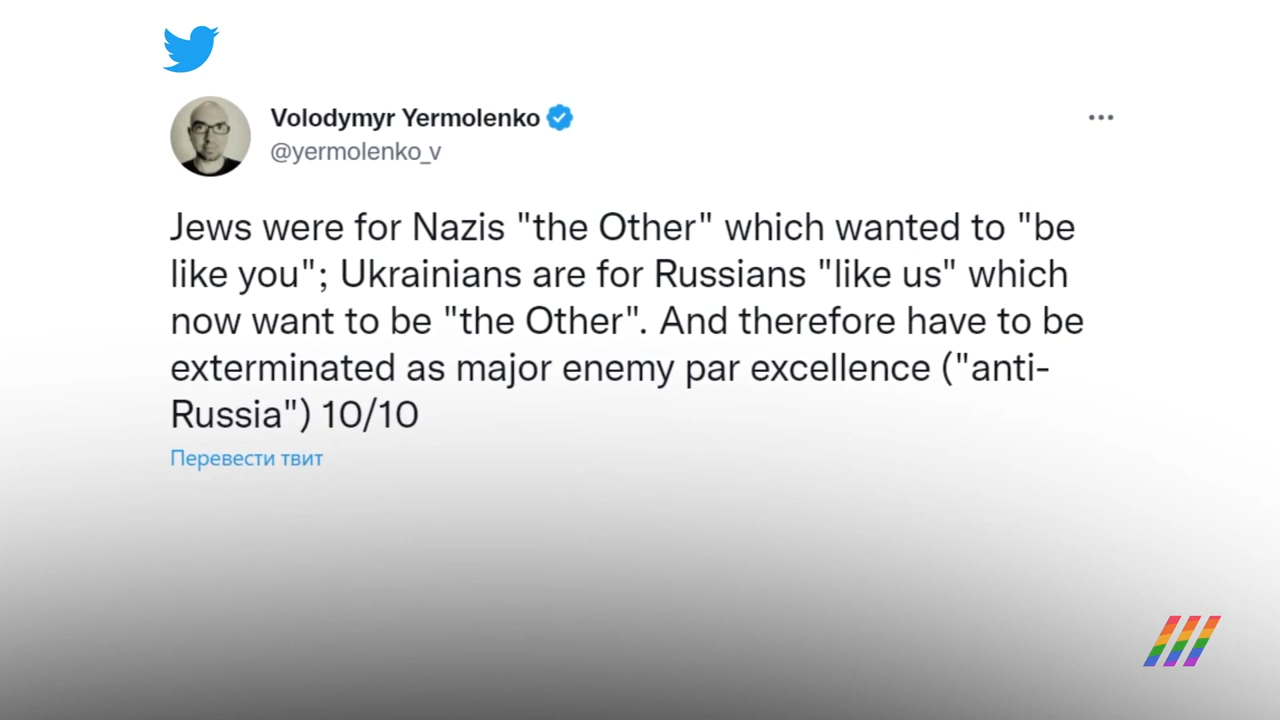 Volodymyr Yermolenko
@yermolenko_v
Jews were for Nazis "the Other" which wanted to "be
like you"; Ukrainians are for Russians "like us" which
now want to be "the Other". And therefore have to be
exterminated as major enemy par excellence ("anti-
Russia") 10/10
Перевести твит